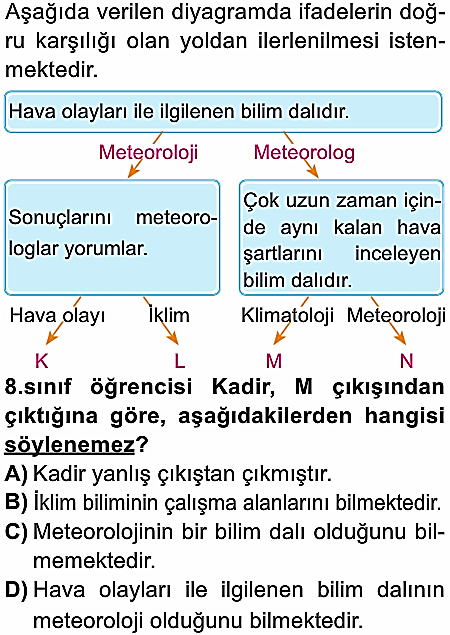 Aşağıda verilen diyagramda ifadelerin doğ-
ru karşılığı olan yoldan ilerlenilmesi isten-
mektedir.
Hava olayları ile ilgilenen bilim dalıdır.
Meteoroloji Meteorolog
Sonuçlarını meteoro-
loglar yorumlar.
Çok uzun zaman için-
de aynı kalan hava
şartlarını inceleyen
bilim dalıdır.
Hava olayı İklim Klimatoloji Meteoroloji
K L M N
8.sınıf öğrencisi Kadir, M çıkışından
çıktığına göre, aşağıdakilerden hangisi
söylenemez?
A) Kadir yanlış çıkıştan çıkmıştır.
B) İklim biliminin çalışma alanlarını bilmektedir.
C) Meteorolojinin bir bilim dalı olduğunu bil-
memektedir.
D) Hava olayları ile ilgilenen bilim dalının
meteoroloji olduğunu bilmektedir.